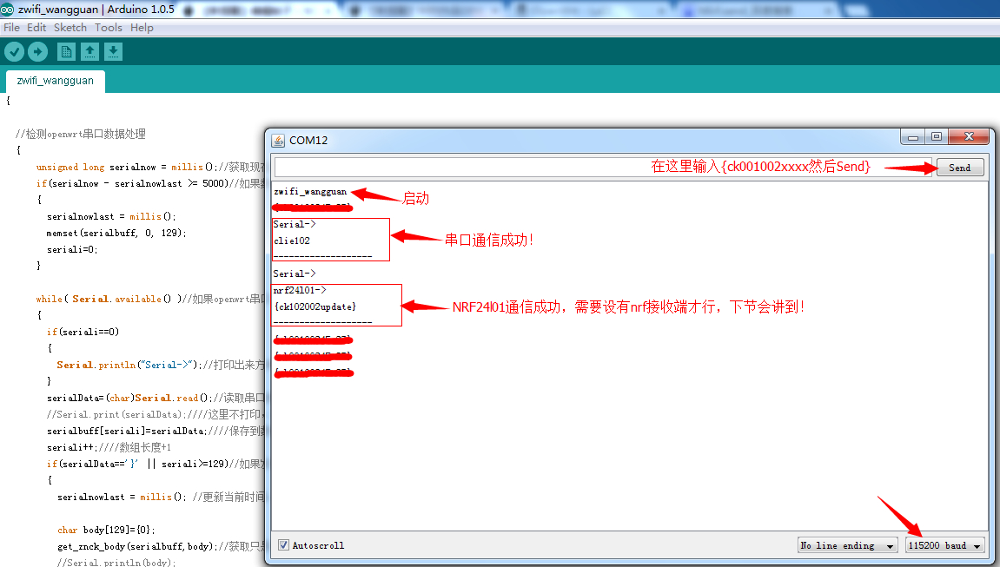 zwifi_wangguan | Arduino 1.0.5
File Edit Sketch Tools Help
zwifi_wangguan
{
//检测openwrt串口数据处理
{
unsigned long serialnow = millis();//获取现在
if(serialnow - serialnowlast >= 5000)//如果数
{
serialnowlast = millis();
memset(serialbuff, 0, 129);
seriali=0;
}
while( Serial.available() )//如果openwrt串口
{
if(seriali==0)
{
Serial.println("Serial->");//打印出来方
}
serialData=(char)Serial.read();//读取串口
//Serial.print(serialData);////这里不打印,
serialbuff[seriali]=serialData;////保存到数
seriali++;////数组长度+1
if(serialData=='}' || seriali>=129)//如果发
{
serialnowlast = millis(); //更新当前时间
char body[129]={0};
get_znck_body(serialbuff,body);//获取只是
//Serial.println(body);
COM12
在这里输入{ck001002xxxx然后Send}
Send
zwifi_wangguan
启动
Serial->
clie102
-------------------
串口通信成功!
Serial->
nrf24l01->
{ck102002update}
-------------------
NRF24l01通信成功,需要设有nrf接收端才行,下节会讲到!
Autoscroll
No line ending
115200 baud